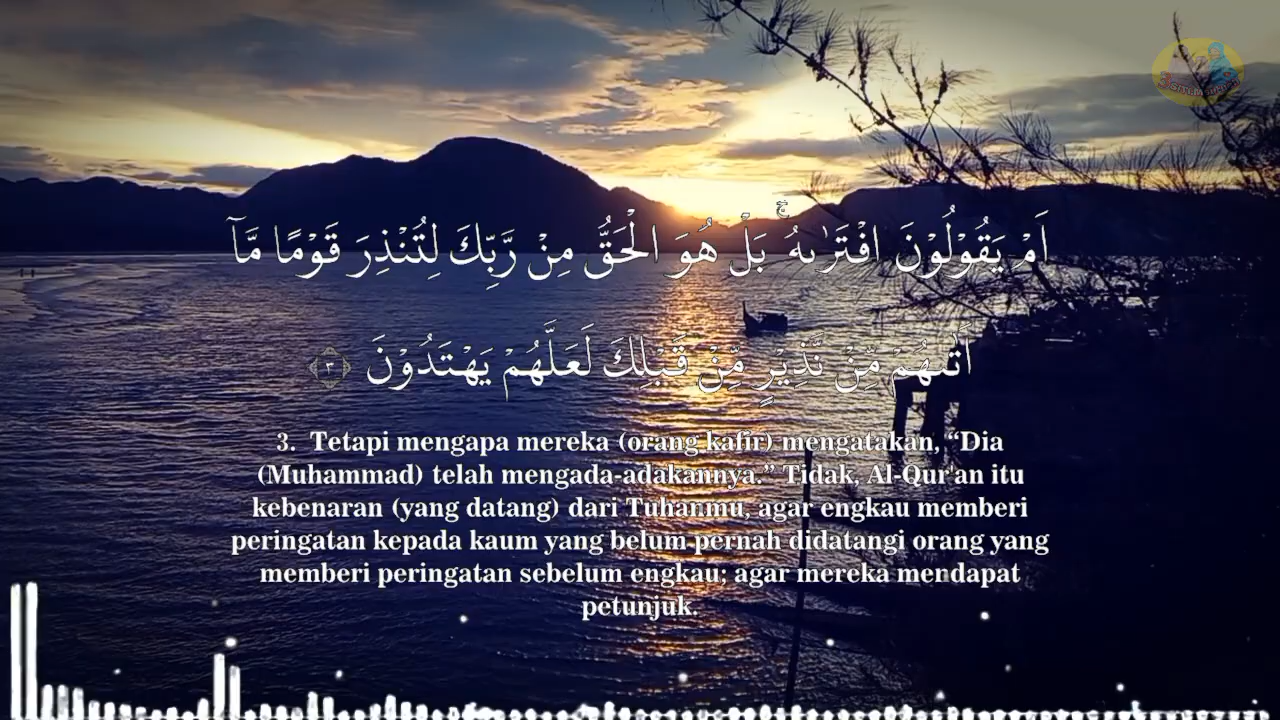 اَمْ يَقُوْلُوْنَ افْتَرٰىهُ ۚ بَلْ هُوَ الْحَقُّ مِنْ رَّبِّكَ لِتُنْذِرَ قَوْمًا مَّآ
اَتٰىهُمْ مِّنْ نَّذِيْرٍ مِّنْ قَبْلِكَ لَعَلَّهُمْ يَهْتَدُوْنَ ٣
3. Tetapi mengapa mereka (orang kafir) mengatakan, “Dia
(Muhammad) telah mengada-adakannya.” Tidak, Al-Qur'an itu
kebenaran (yang datang) dari Tuhanmu, agar engkau memberi
peringatan kepada kaum yang belum pernah didatangi orang yang
memberi peringatan sebelum engkau; agar mereka mendapat
petunjuk.